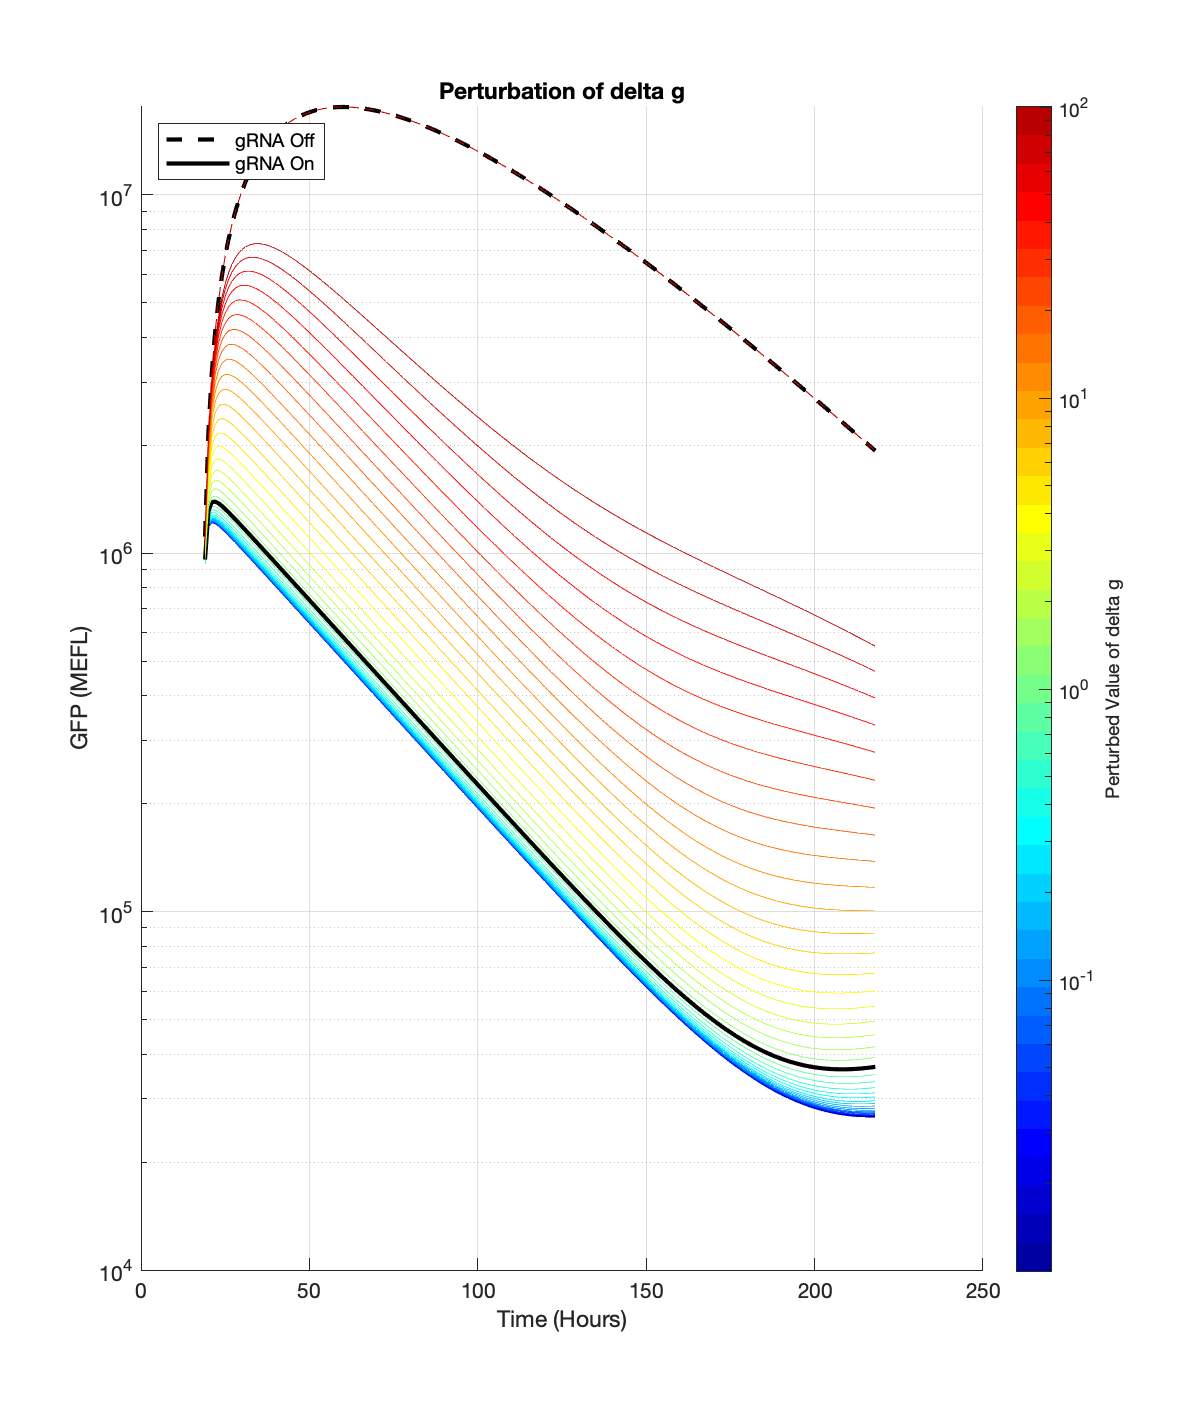 Perturbation of delta g
gRNA Off
gRNA On
10^7
10^6
10^5
10^4
GFP (MEFL)
0 50 100 150 200 250
Time (Hours)
10^2
10^1
10^0
10^-1
Perturbed Value of delta g